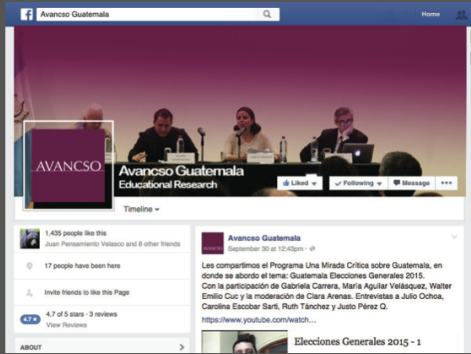 Avancso Guatemala
Home
AVANCSO
Avancso Guatemala
Educational Research
Liked
Following
Message
Timeline
1,435 people like this
Juan Pensamiento Velasco and 8 other friends
17 people have been here
Invite friends to like this Page
4.7★
4.7 of 5 stars · 3 reviews
View Reviews
ABOUT
AVANCSO
Avancso Guatemala
September 30 at 12:43pm ·
Les compartimos el Programa Una Mirada Crítica sobre Guatemala, en
donde se abordo el tema: Guatemala Elecciones Generales 2015.
Con la participación de Gabriela Carrera, María Aguilar Velásquez, Walter
Emilio Cuc y la moderación de Clara Arenas. Entrevistas a Julio Ochoa,
Carolina Escobar Sarti, Ruth Tánchez y Justo Pérez Q.
https://www.youtube.com/watch...
Elecciones Generales 2015 - 1